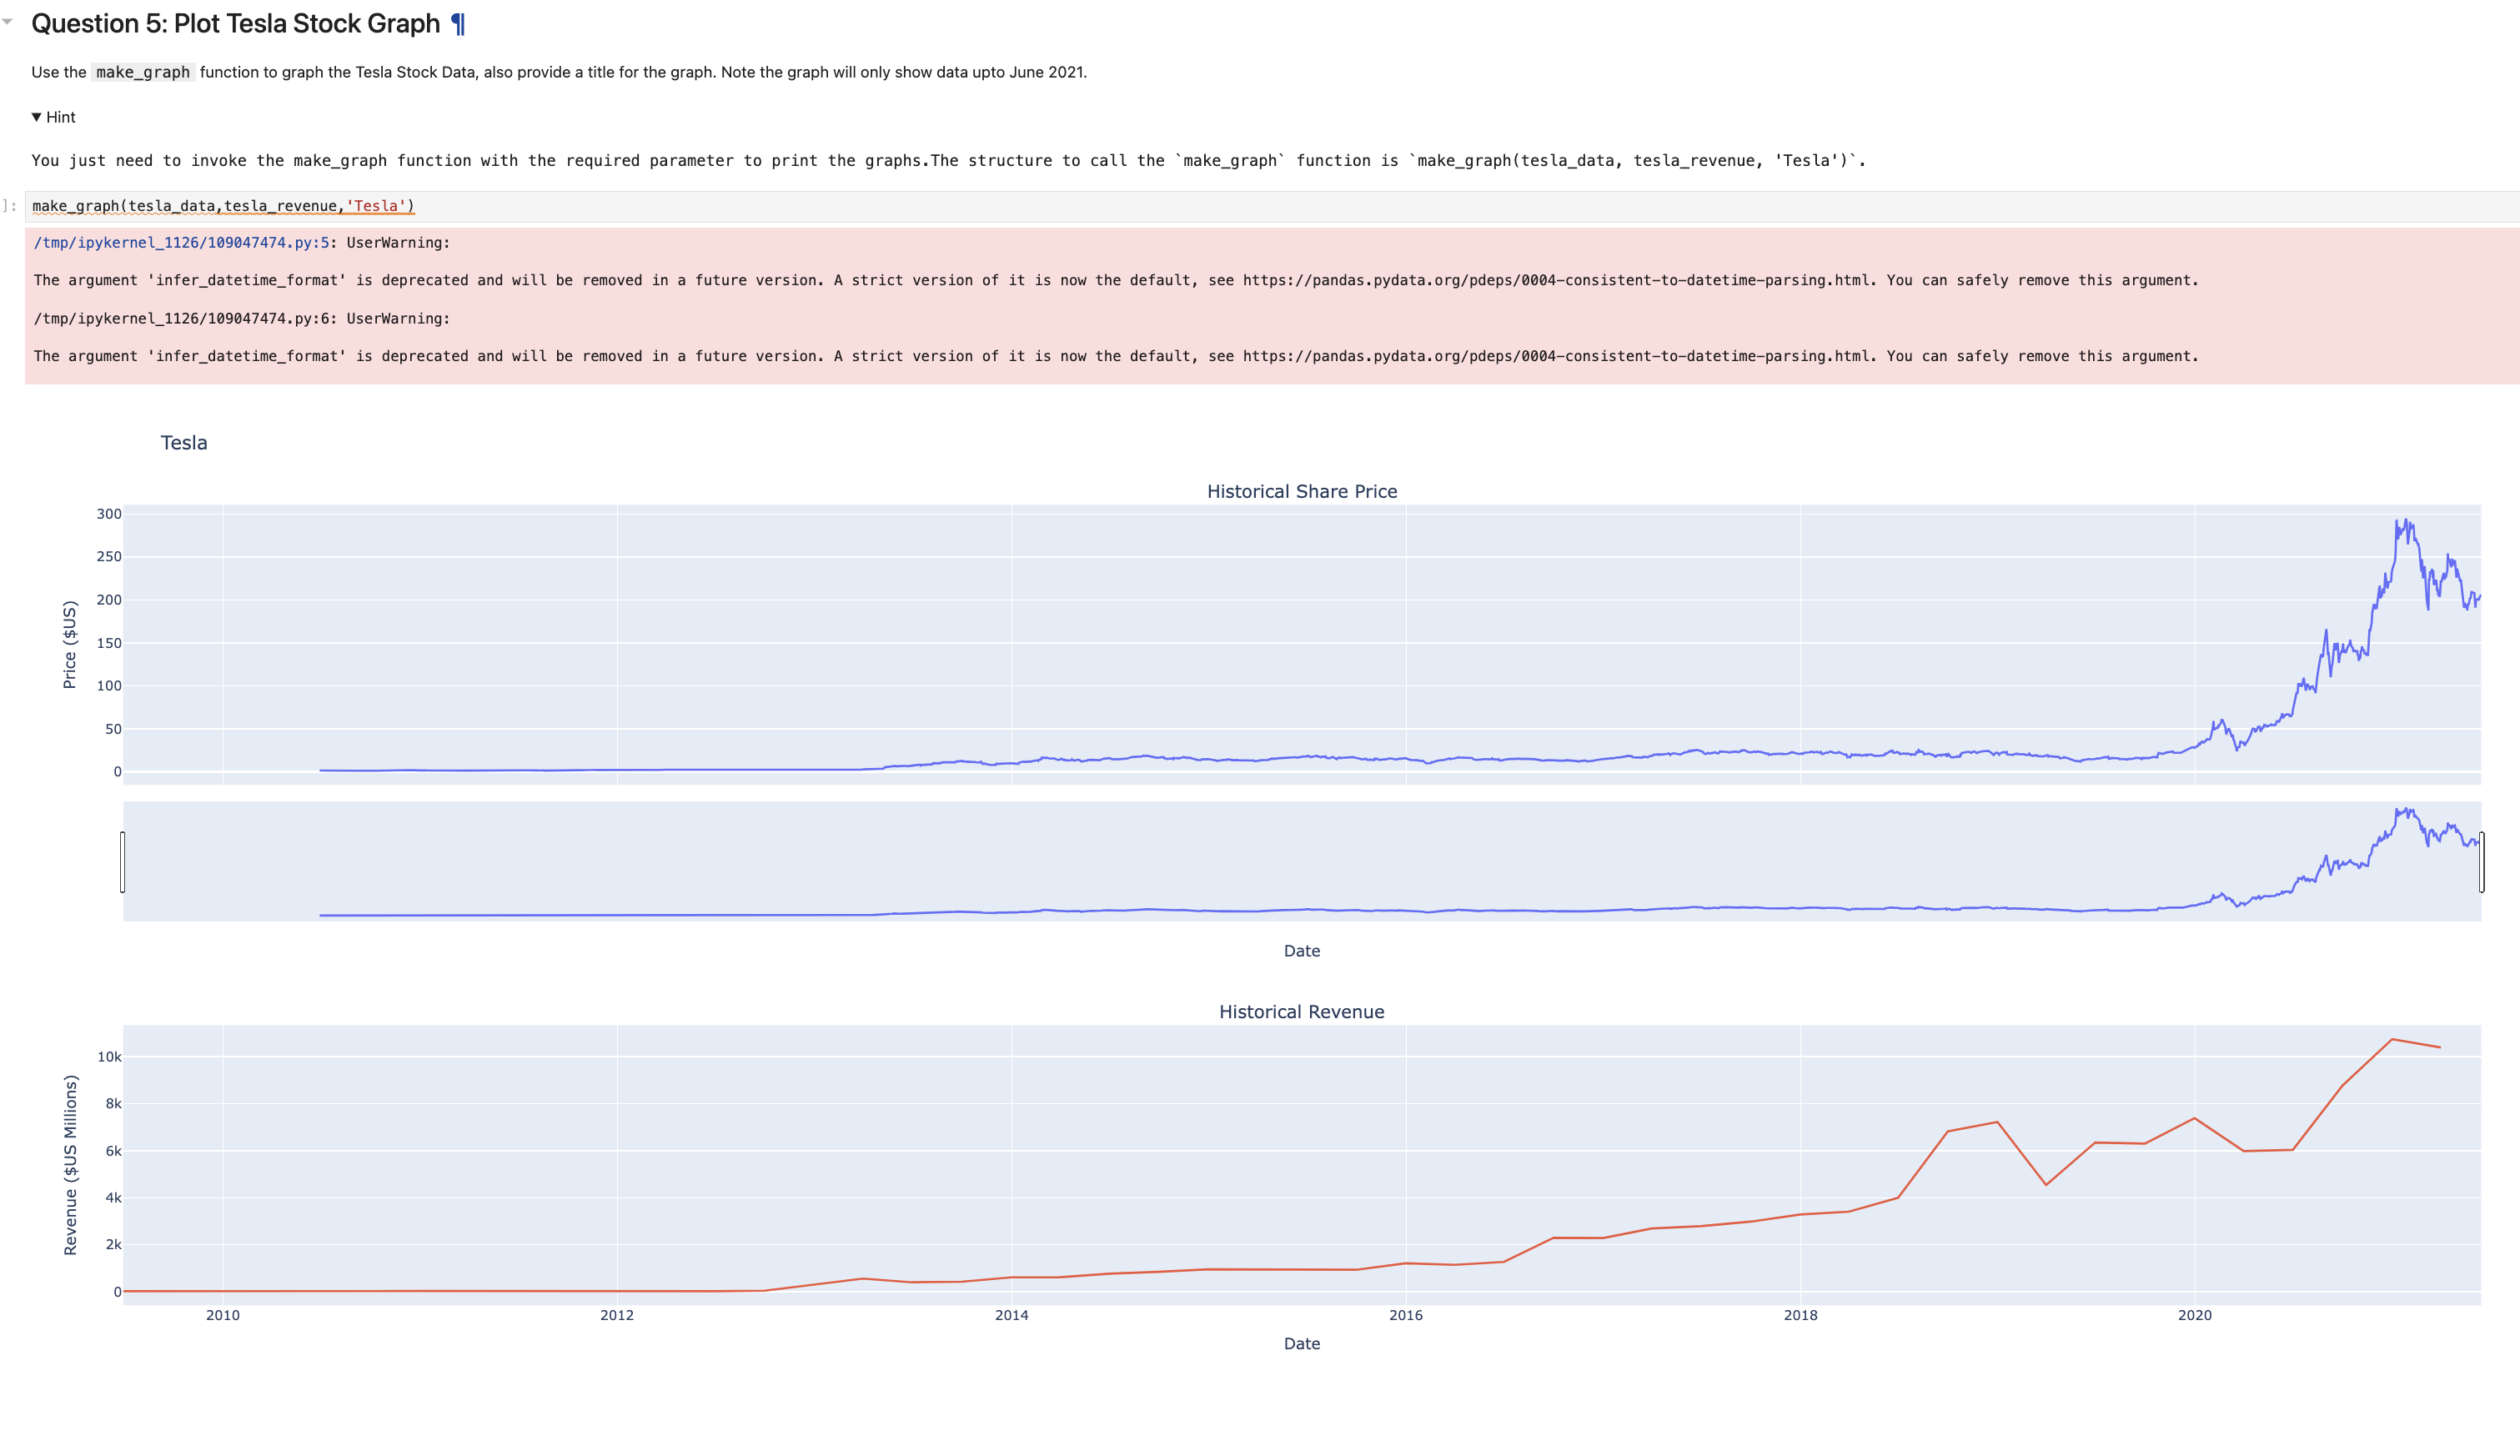 Question 5: Plot Tesla Stock Graph ¶
Use the make_graph function to graph the Tesla Stock Data, also provide a title for the graph. Note the graph will only show data upto June 2021.
▼ Hint
You just need to invoke the make_graph function with the required parameter to print the graphs.The structure to call the `make_graph` function is `make_graph(tesla_data, tesla_revenue, 'Tesla')`.
]: make_graph(tesla_data,tesla_revenue,'Tesla')
/tmp/ipykernel_1126/109047474.py:5: UserWarning:
The argument 'infer_datetime_format' is deprecated and will be removed in a future version. A strict version of it is now the default, see https://pandas.pydata.org/pdeps/0004-consistent-to-datetime-parsing.html. You can safely remove this argument.
/tmp/ipykernel_1126/109047474.py:6: UserWarning:
The argument 'infer_datetime_format' is deprecated and will be removed in a future version. A strict version of it is now the default, see https://pandas.pydata.org/pdeps/0004-consistent-to-datetime-parsing.html. You can safely remove this argument.
Tesla
Historical Share Price
Price ($US)
300
250
200
150
100
50
0
Date
Historical Revenue
Revenue ($US Millions)
10k
8k
6k
4k
2k
0
2010 2012 2014 2016 2018 2020
Date